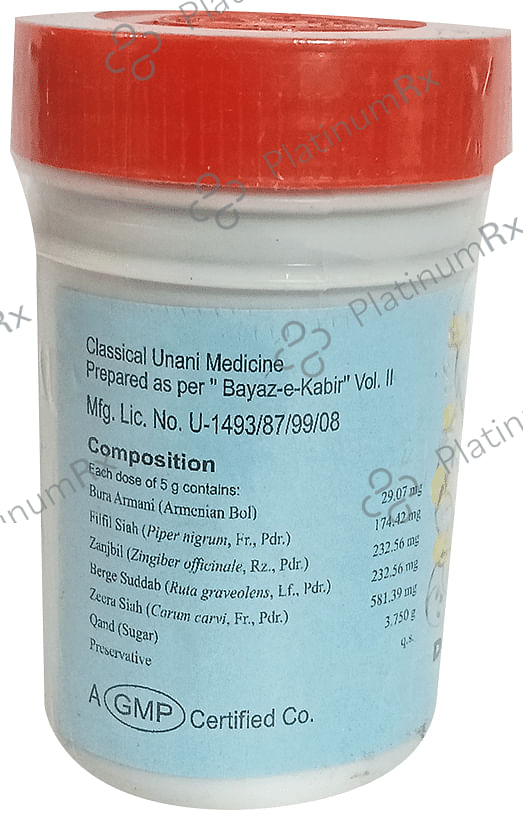 Classical Unani Medicine
Prepared as per " Bayaz-e-Kabir" Vol. II
Mfg. Lic. No. U-1493/87/99/08
Composition
Each dose of 5 g contains:
Bura Armani (Armenian Bol) 29.07 mg
Filfil Siah (Piper nigrum, Fr., Pdr.) 174.42 mg
Zanjbil (Zingiber officinale, Rz., Pdr.) 232.56 mg
Berge Suddab (Ruta graveolens, Lf., Pdr.) 232.56 mg
Zeera Siah (Carum carvi, Fr., Pdr.) 581.39 mg
Qand (Sugar) 3.750 g
Preservative q.s.
A GMP Certified Co.
PlatinumRx
PlatinumRx
PlatinumRx
PlatinumRx